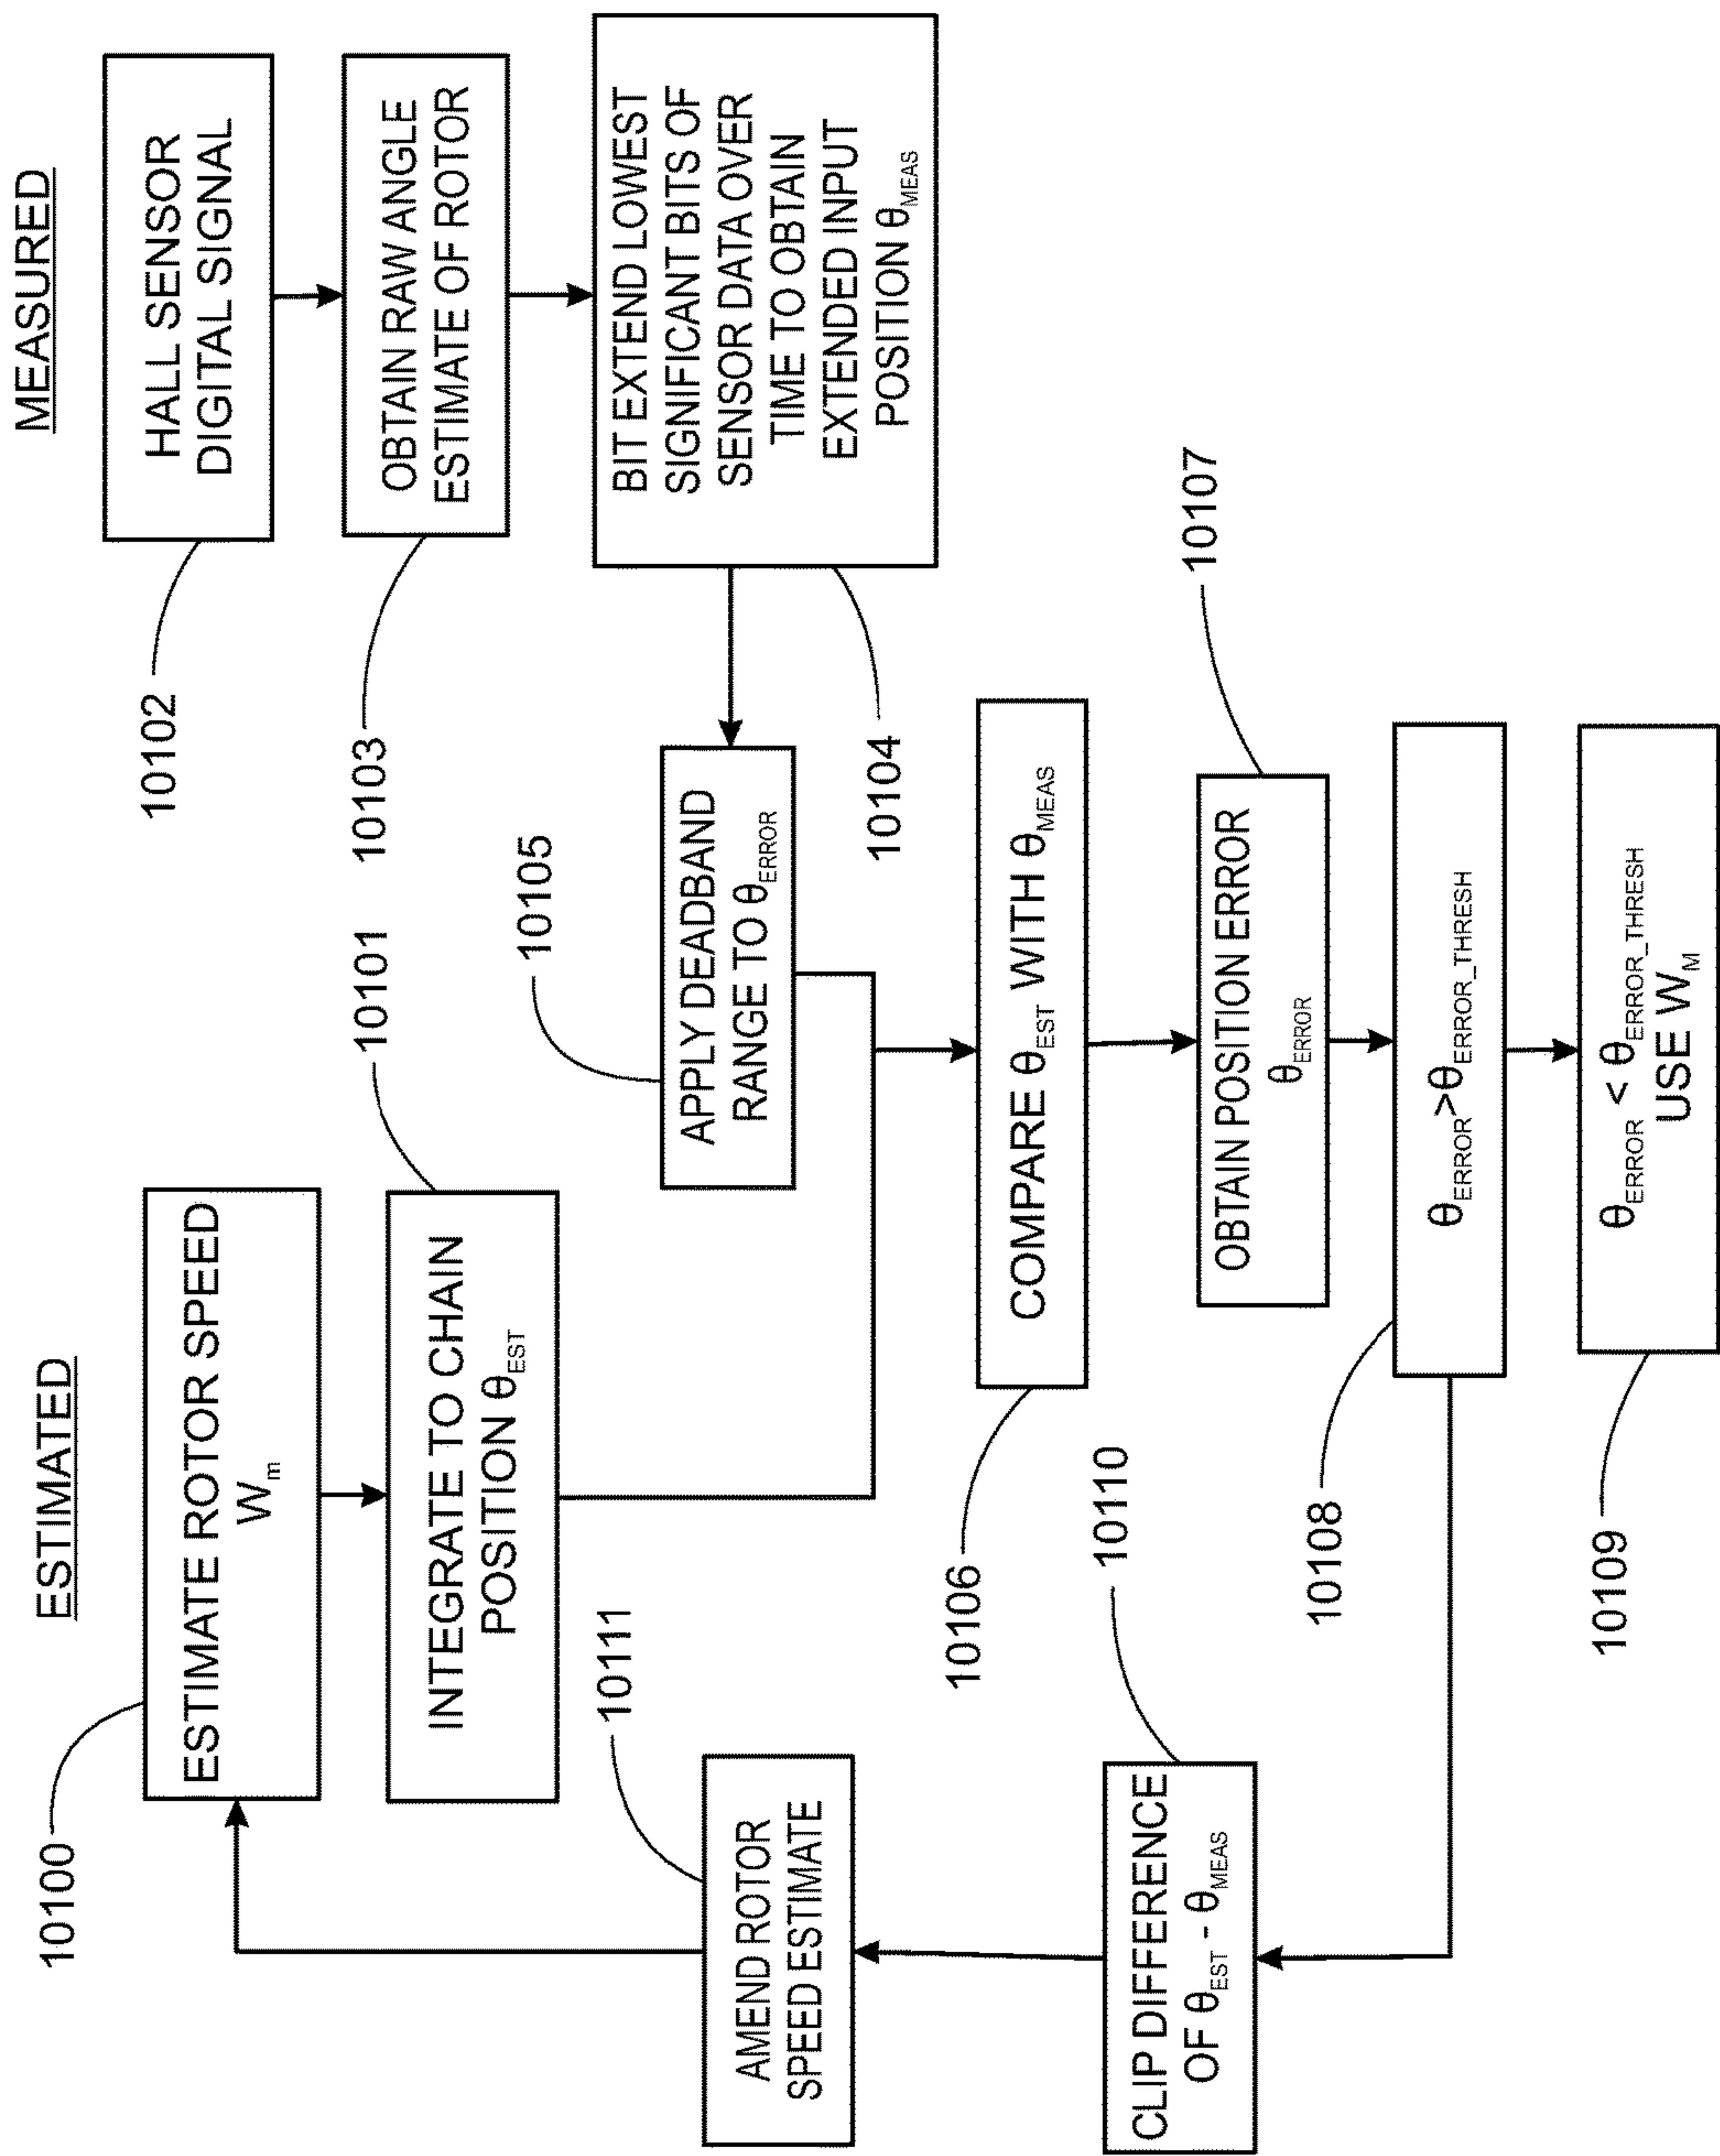 ESTIMATED
MEASURED
10100
ESTIMATE ROTOR SPEED
Wm
10101
INTEGRATE TO CHAIN
POSITION θEST
10102
HALL SENSOR
DIGITAL SIGNAL
10103
OBTAIN RAW ANGLE
ESTIMATE OF ROTOR
BIT EXTEND LOWEST
SIGNIFICANT BITS OF
SENSOR DATA OVER
TIME TO OBTAIN
EXTENDED INPUT
POSITION θMEAS
10104
10105
APPLY DEADBAND
RANGE TO θERROR
10106
COMPARE θEST WITH θMEAS
10107
OBTAIN POSITION ERROR
θERROR
10108
θERROR >θERROR_THRESH
10109
θERROR < θERROR_THRESH
USE WM
10110
CLIP DIFFERENCE
OF θEST - θMEAS
10111
AMEND ROTOR
SPEED ESTIMATE